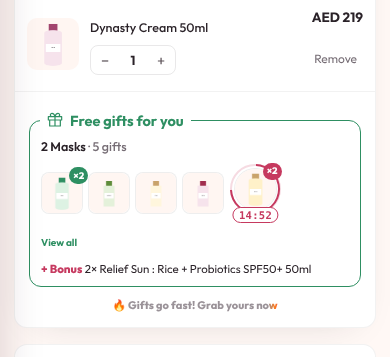 AED 219
Dynasty Cream 50ml
− 1 +
Remove
Free gifts for you
2 Masks · 5 gifts
×2
×2
14:52
View all
+ Bonus 2× Relief Sun : Rice + Probiotics SPF50+ 50ml
🔥 Gifts go fast! Grab yours now